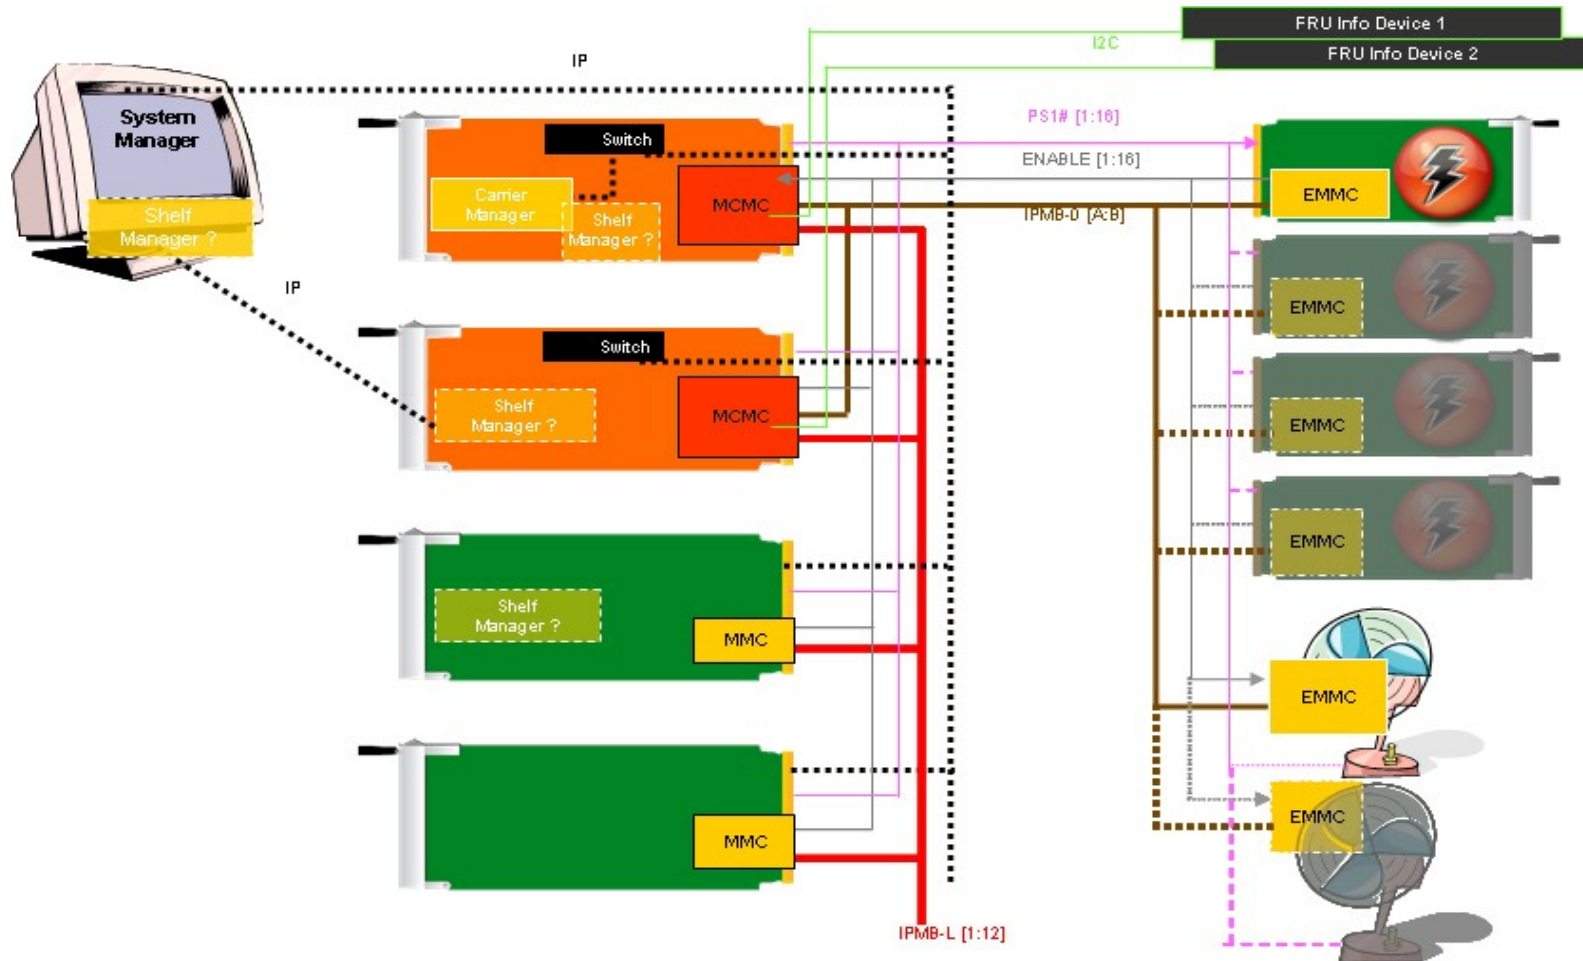 FRU Info Device 1
I2C
FRU Info Device 2
IP
System
Manager
Shelf
Manager ?
IP
Switch
Carrier
Manager
Shelf
Manager ?
MCMC
PS1# [1:16]
ENABLE [1:16]
IPMB-0 [A:B]
EMMC
EMMC
EMMC
EMMC
Switch
Shelf
Manager ?
MCMC
Shelf
Manager ?
MMC
EMMC
MMC
EMMC
IPMB-L [1:12]